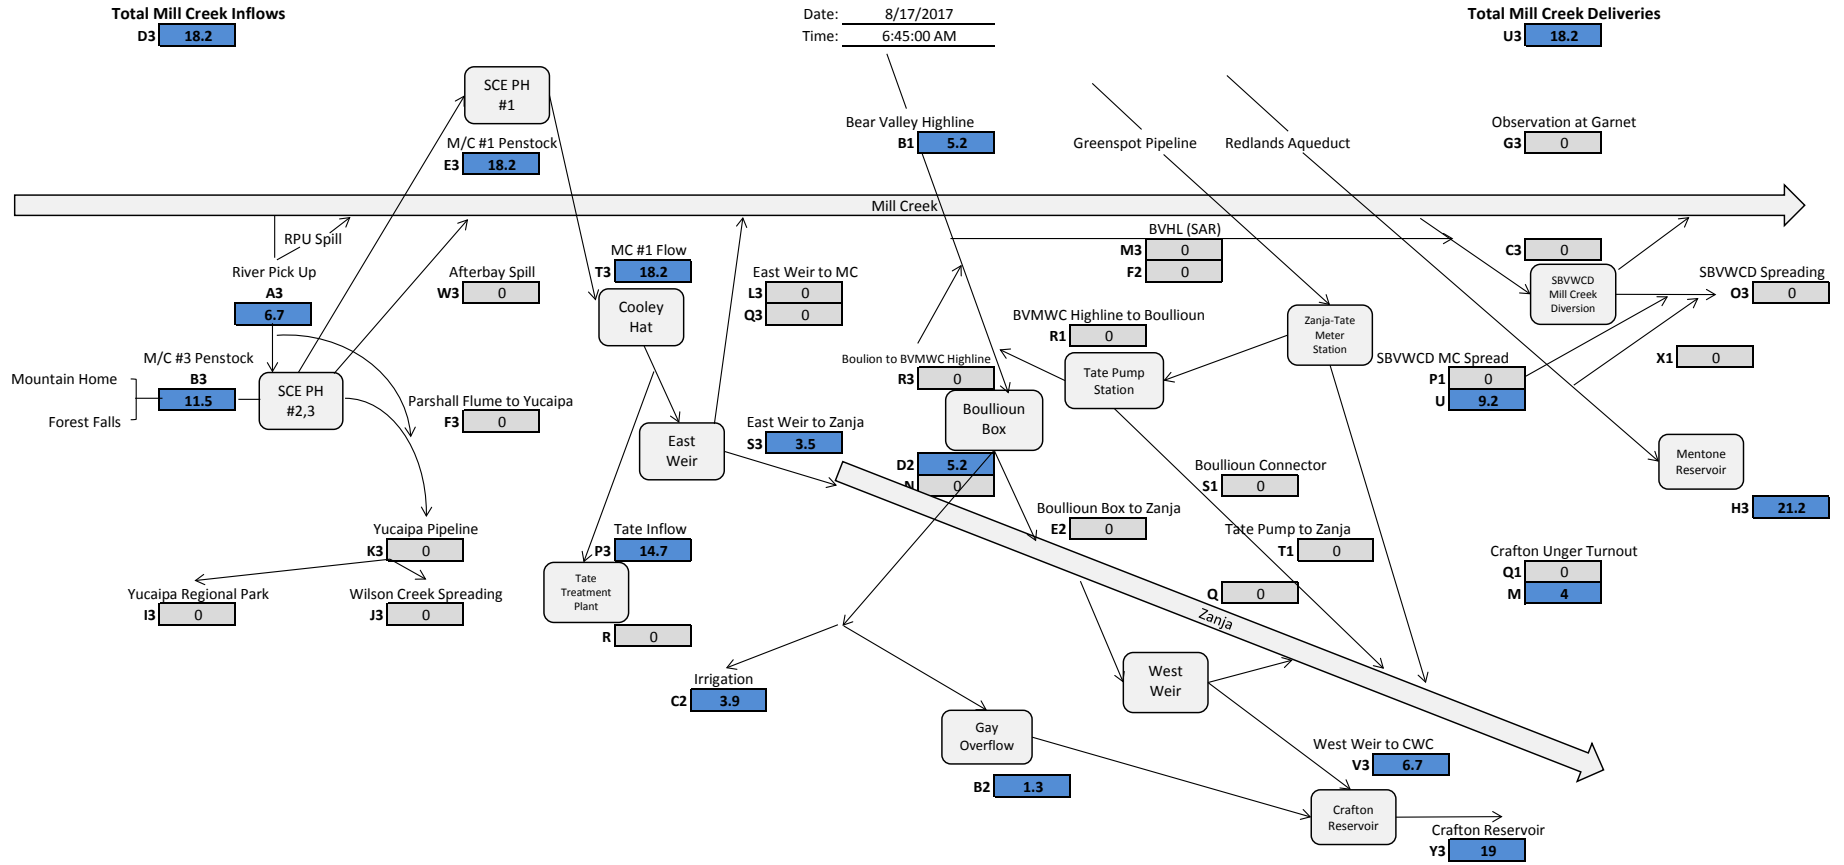 Total Mill Creek Inflows
D3 18.2
Date: 8/17/2017
Time: 6:45:00 AM
Total Mill Creek Deliveries
U3 18.2
SCE PH
#1
M/C #1 Penstock
E3 18.2
Bear Valley Highline
B1 5.2
Greenspot Pipeline
Redlands Aqueduct
Observation at Garnet
G3 0
Mill Creek
RPU Spill
River Pick Up
A3
6.7
Afterbay Spill
W3 0
MC #1 Flow
T3 18.2
Cooley
Hat
East Weir to MC
L3 0
Q3 0
BVHL (SAR)
M3 0
F2 0
C3 0
SBVWCD
Mill Creek
Diversion
SBVWCD Spreading
O3 0
BVMWC Highline to Boullioun
R1 0
Zanja-Tate
Meter
Station
M/C #3 Penstock
B3
11.5
Mountain Home
Forest Falls
SCE PH
#2,3
Parshall Flume to Yucaipa
F3 0
Boulion to BVMWC Highline
R3 0
Tate Pump
Station
SBVWCD MC Spread
P1 0
U 9.2
X1 0
Boullioun
Box
East
Weir
East Weir to Zanja
S3 3.5
D2 5.2
N 0
Boullioun Connector
S1 0
Mentone
Reservoir
H3 21.2
Boullioun Box to Zanja
E2 0
Yucaipa Pipeline
K3 0
Tate Inflow
P3 14.7
Tate Pump to Zanja
T1 0
Crafton Unger Turnout
Q1 0
M 4
Yucaipa Regional Park
I3 0
Wilson Creek Spreading
J3 0
Tate
Treatment
Plant
R 0
Q 0
Zanja
Irrigation
C2 3.9
West
Weir
Gay
Overflow
B2 1.3
West Weir to CWC
V3 6.7
Crafton
Reservoir
Crafton Reservoir
Y3 19